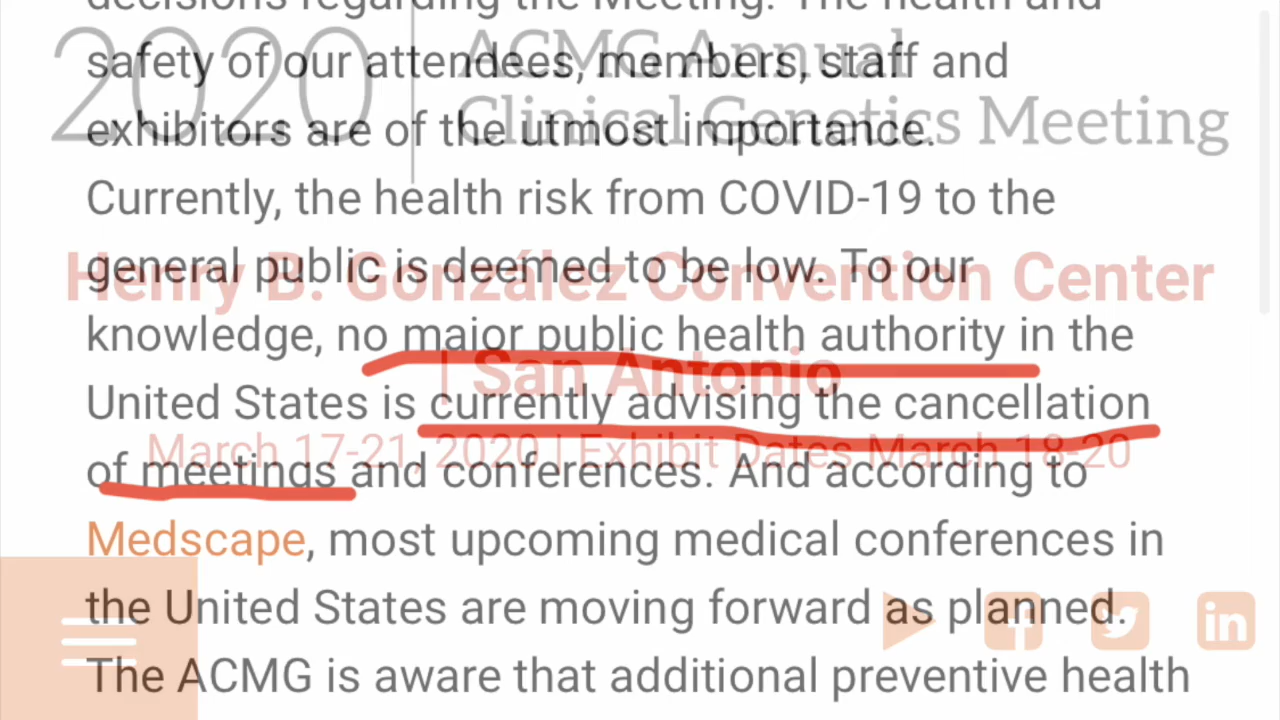 decisions regarding the Meeting. The health and
safety of our attendees, members, staff and
exhibitors are of the utmost importance.
Currently, the health risk from COVID-19 to the
general public is deemed to be low. To our
knowledge, no major public health authority in the
United States is currently advising the cancellation
of meetings and conferences. And according to
Medscape, most upcoming medical conferences in
the United States are moving forward as planned.
The ACMG is aware that additional preventive health
2020
ACMG Annual
Clinical Genetics Meeting
Henry B. González Convention Center
| San Antonio
March 17-21, 2020 | Exhibit Dates March 18-20